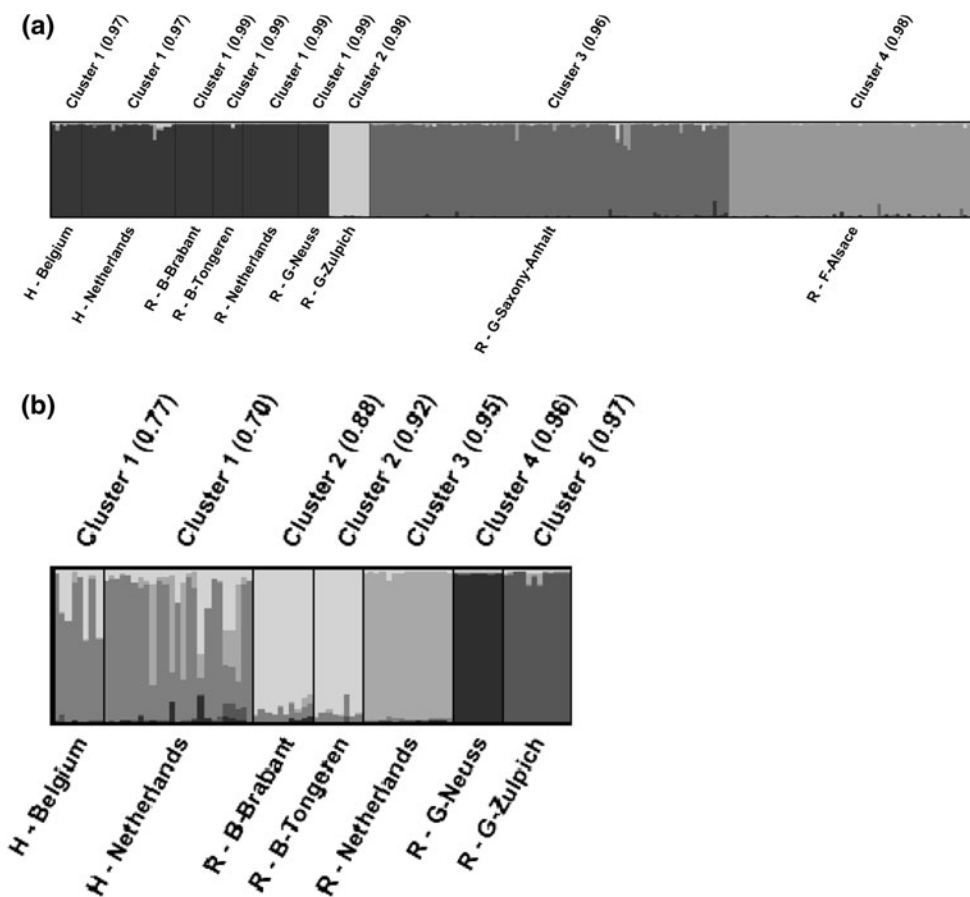 (a)
Cluster 1 (0.97)
Cluster 1 (0.97)
Cluster 1 (0.99)
Cluster 1 (0.99)
Cluster 1 (0.99)
Cluster 1 (0.99)
Cluster 2 (0.98)
Cluster 3 (0.96)
Cluster 4 (0.98)
H - Belgium
H - Netherlands
R - B-Brabant
R - B-Tongeren
R - Netherlands
R - G-Neuss
R - G-Zulpich
R - G-Saxony-Anhalt
R - F-Alsace
(b)
Cluster 1 (0.77)
Cluster 1 (0.70)
Cluster 2 (0.88)
Cluster 2 (0.92)
Cluster 3 (0.95)
Cluster 4 (0.96)
Cluster 5 (0.97)
H - Belgium
H - Netherlands
R - B-Brabant
R - B-Tongeren
R - Netherlands
R - G-Neuss
R - G-Zulpich